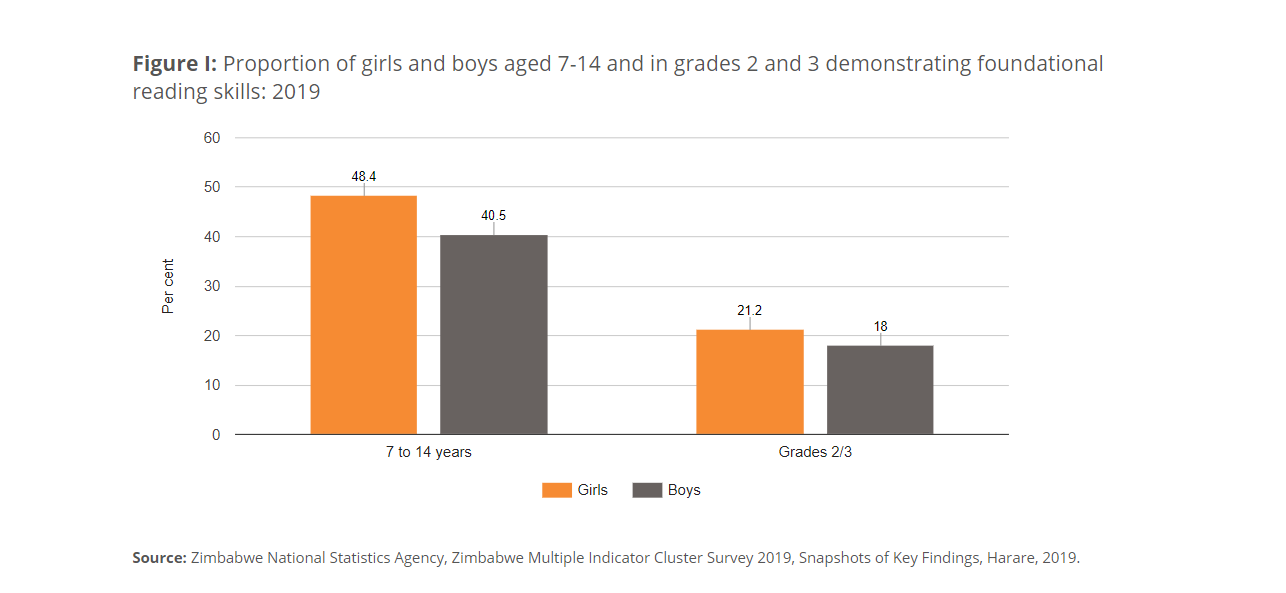 Figure I: Proportion of girls and boys aged 7-14 and in grades 2 and 3 demonstrating foundational
reading skills: 2019
60
50
40
30
20
10
0
Per cent
48.4
40.5
21.2
18
7 to 14 years
Grades 2/3
Girls
Boys
Source: Zimbabwe National Statistics Agency, Zimbabwe Multiple Indicator Cluster Survey 2019, Snapshots of Key Findings, Harare, 2019.